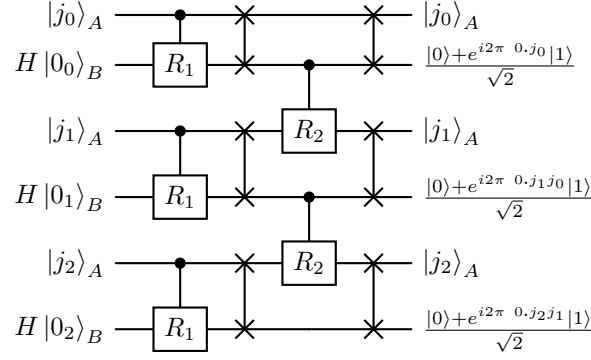 |j₀⟩_A |j₀⟩_A
H |0₀⟩_B R₁ (|0⟩+e^{i2π 0.j₀}|1⟩)/√2
|j₁⟩_A R₂ |j₁⟩_A
H |0₁⟩_B R₁ (|0⟩+e^{i2π 0.j₁j₀}|1⟩)/√2
|j₂⟩_A R₂ |j₂⟩_A
H |0₂⟩_B R₁ (|0⟩+e^{i2π 0.j₂j₁}|1⟩)/√2